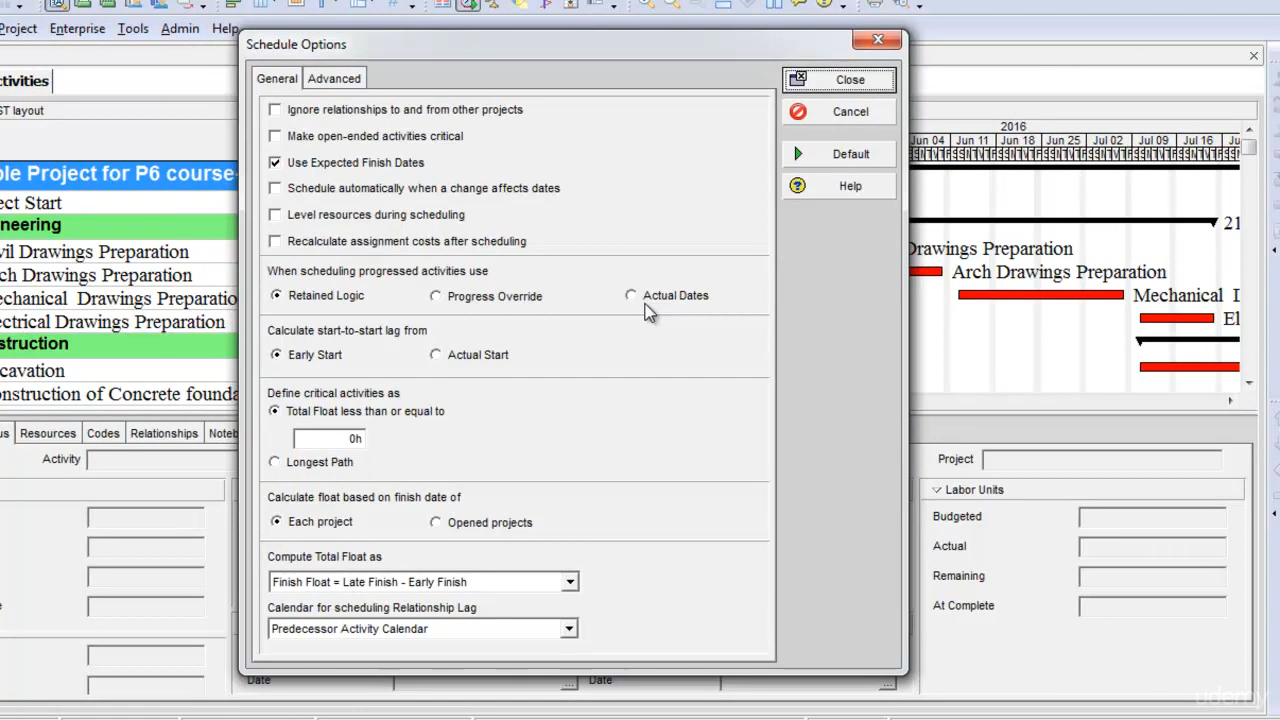 Project Enterprise Tools Admin Help
Schedule Options
ctivities
General Advanced
Close
ST layout
Ignore relationships to and from other projects
Cancel
Make open-ended activities critical
2016
Jun 04 Jun 11 Jun 18 Jun 25 Jul 02 Jul 09 Jul 16
Use Expected Finish Dates
Default
ple Project for P6 course-
Schedule automatically when a change affects dates
Help
ect Start
Level resources during scheduling
neering
21
Recalculate assignment costs after scheduling
vil Drawings Preparation
Drawings Preparation
When scheduling progressed activities use
rch Drawings Preparation
Arch Drawings Preparation
Retained Logic Progress Override Actual Dates
echanical Drawings Preparation
Mechanical D
ectrical Drawings Preparation
El
Calculate start-to-start lag from
struction
Early Start Actual Start
cavation
onstruction of Concrete founda
Define critical activities as
Total Float less than or equal to
us Resources Codes Relationships Noteb
0h
Activity
Longest Path
Project
Labor Units
Calculate float based on finish date of
Each project Opened projects
Budgeted
Actual
Compute Total Float as
Finish Float = Late Finish - Early Finish
Remaining
Calendar for scheduling Relationship Lag
At Complete
Predecessor Activity Calendar
Date Date
udemy